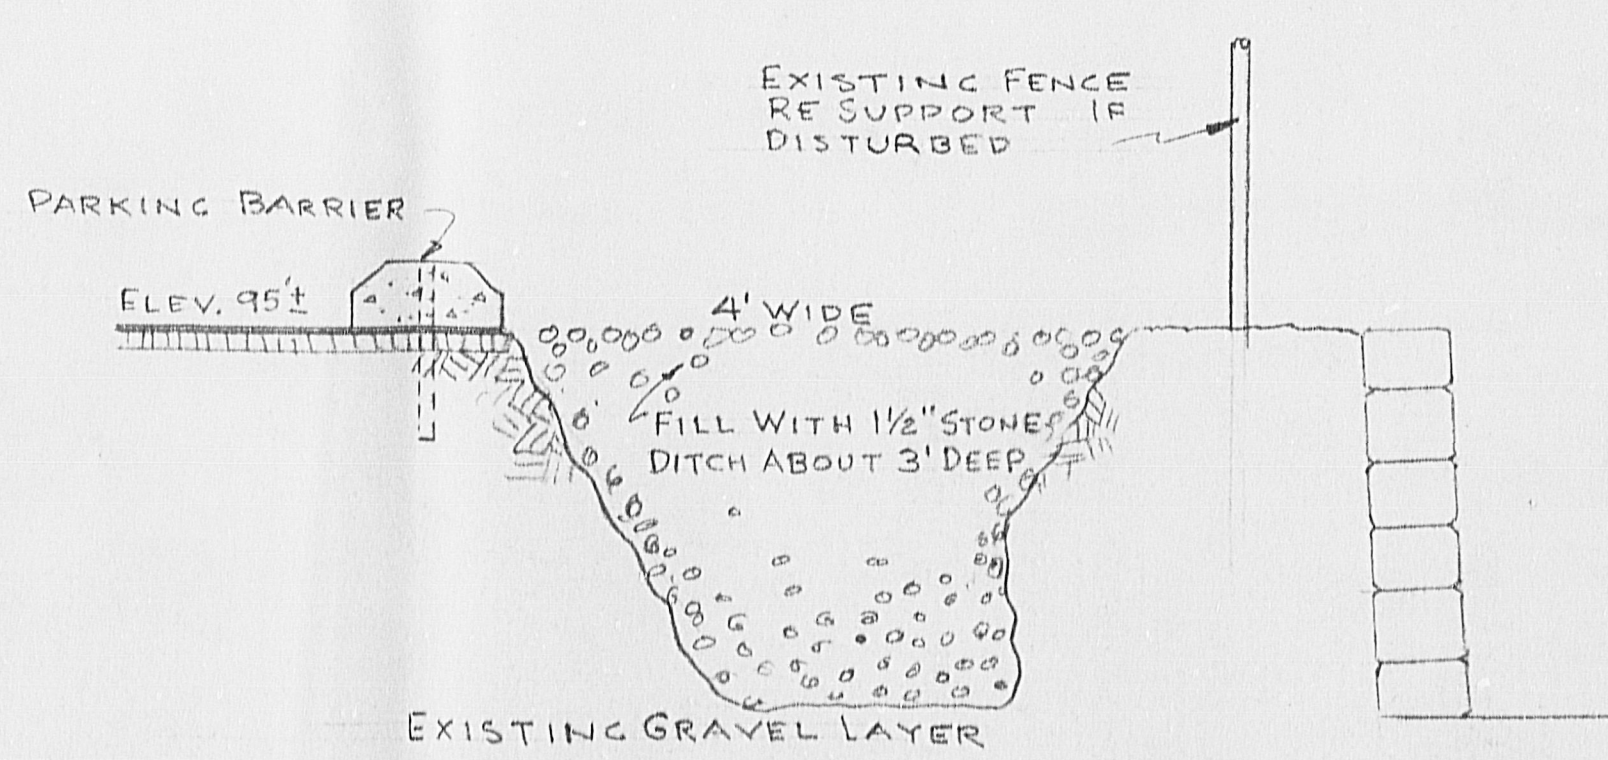 EXISTING FENCE
RE SUPPORT IF
DISTURBED
PARKING BARRIER
ELEV. 95'±
4' WIDE
FILL WITH 1½" STONES
DITCH ABOUT 3' DEEP
EXISTING GRAVEL LAYER